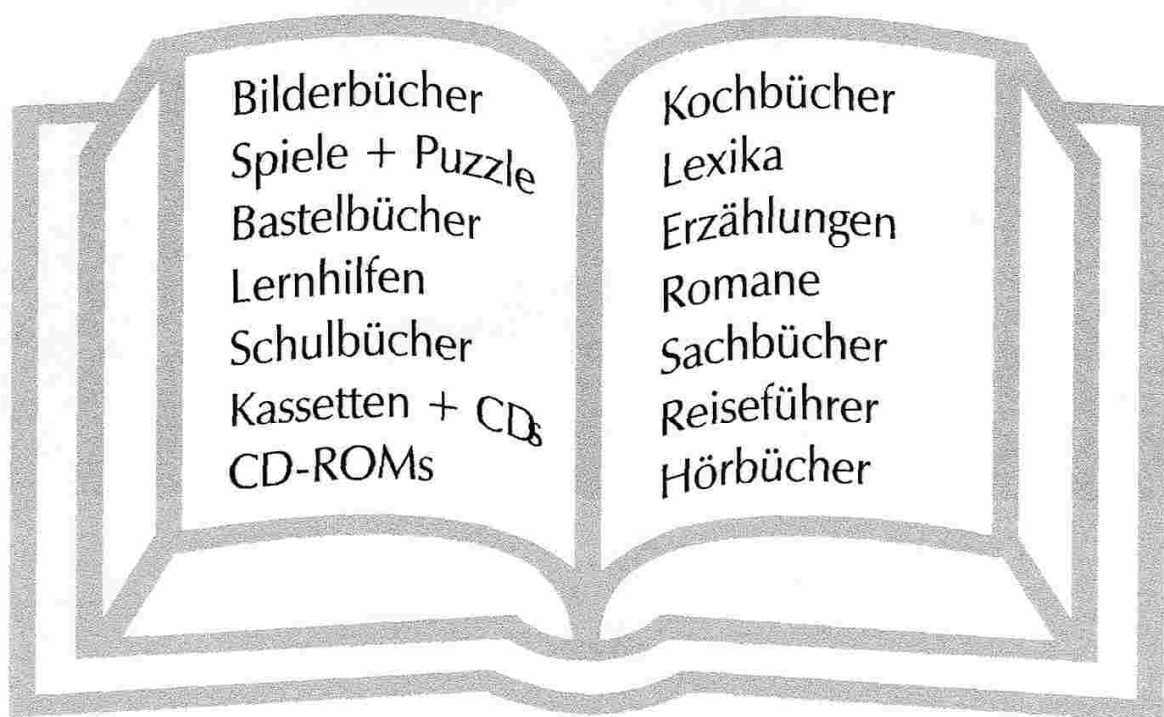 Bilderbücher
Spiele + Puzzle
Bastelbücher
Lernhilfen
Schulbücher
Kassetten + CDs
CD-ROMs
Kochbücher
Lexika
Erzählungen
Romane
Sachbücher
Reiseführer
Hörbücher